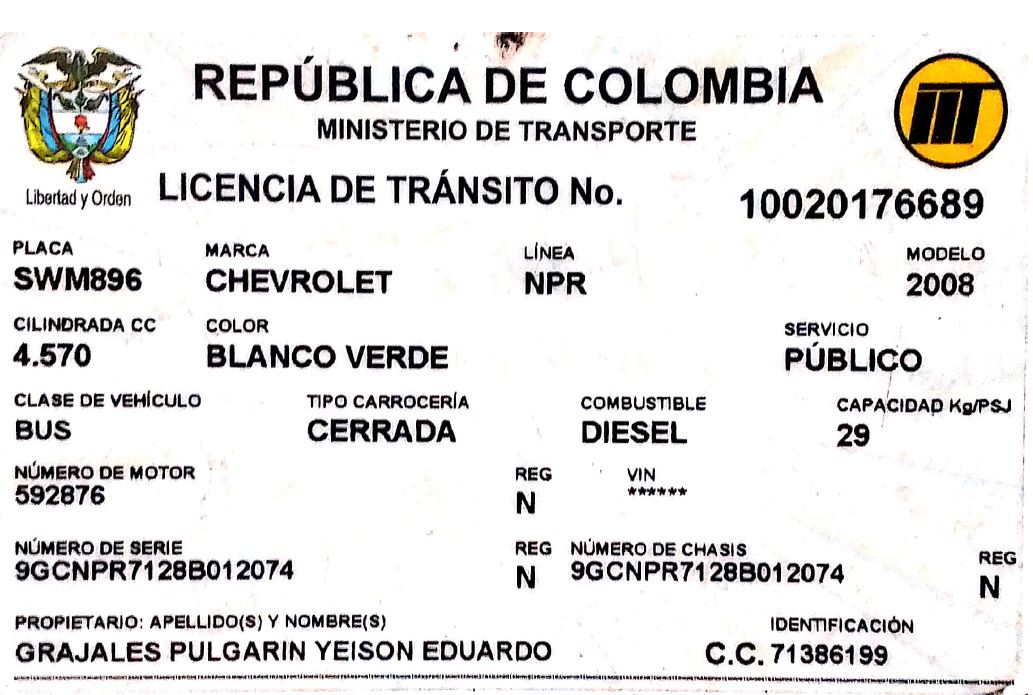 REPÚBLICA DE COLOMBIA
MINISTERIO DE TRANSPORTE
Libertad y Orden
LICENCIA DE TRÁNSITO No. 10020176689
PLACA MARCA LÍNEA MODELO
SWM896 CHEVROLET NPR 2008
CILINDRADA CC COLOR SERVICIO
4.570 BLANCO VERDE PÚBLICO
CLASE DE VEHÍCULO TIPO CARROCERÍA COMBUSTIBLE CAPACIDAD Kg/PSJ
BUS CERRADA DIESEL 29
NÚMERO DE MOTOR REG VIN
592876 N ******
NÚMERO DE SERIE REG NÚMERO DE CHASIS REG
9GCNPR7128B012074 N 9GCNPR7128B012074 N
PROPIETARIO: APELLIDO(S) Y NOMBRE(S) IDENTIFICACIÓN
GRAJALES PULGARIN YEISON EDUARDO C.C. 71386199